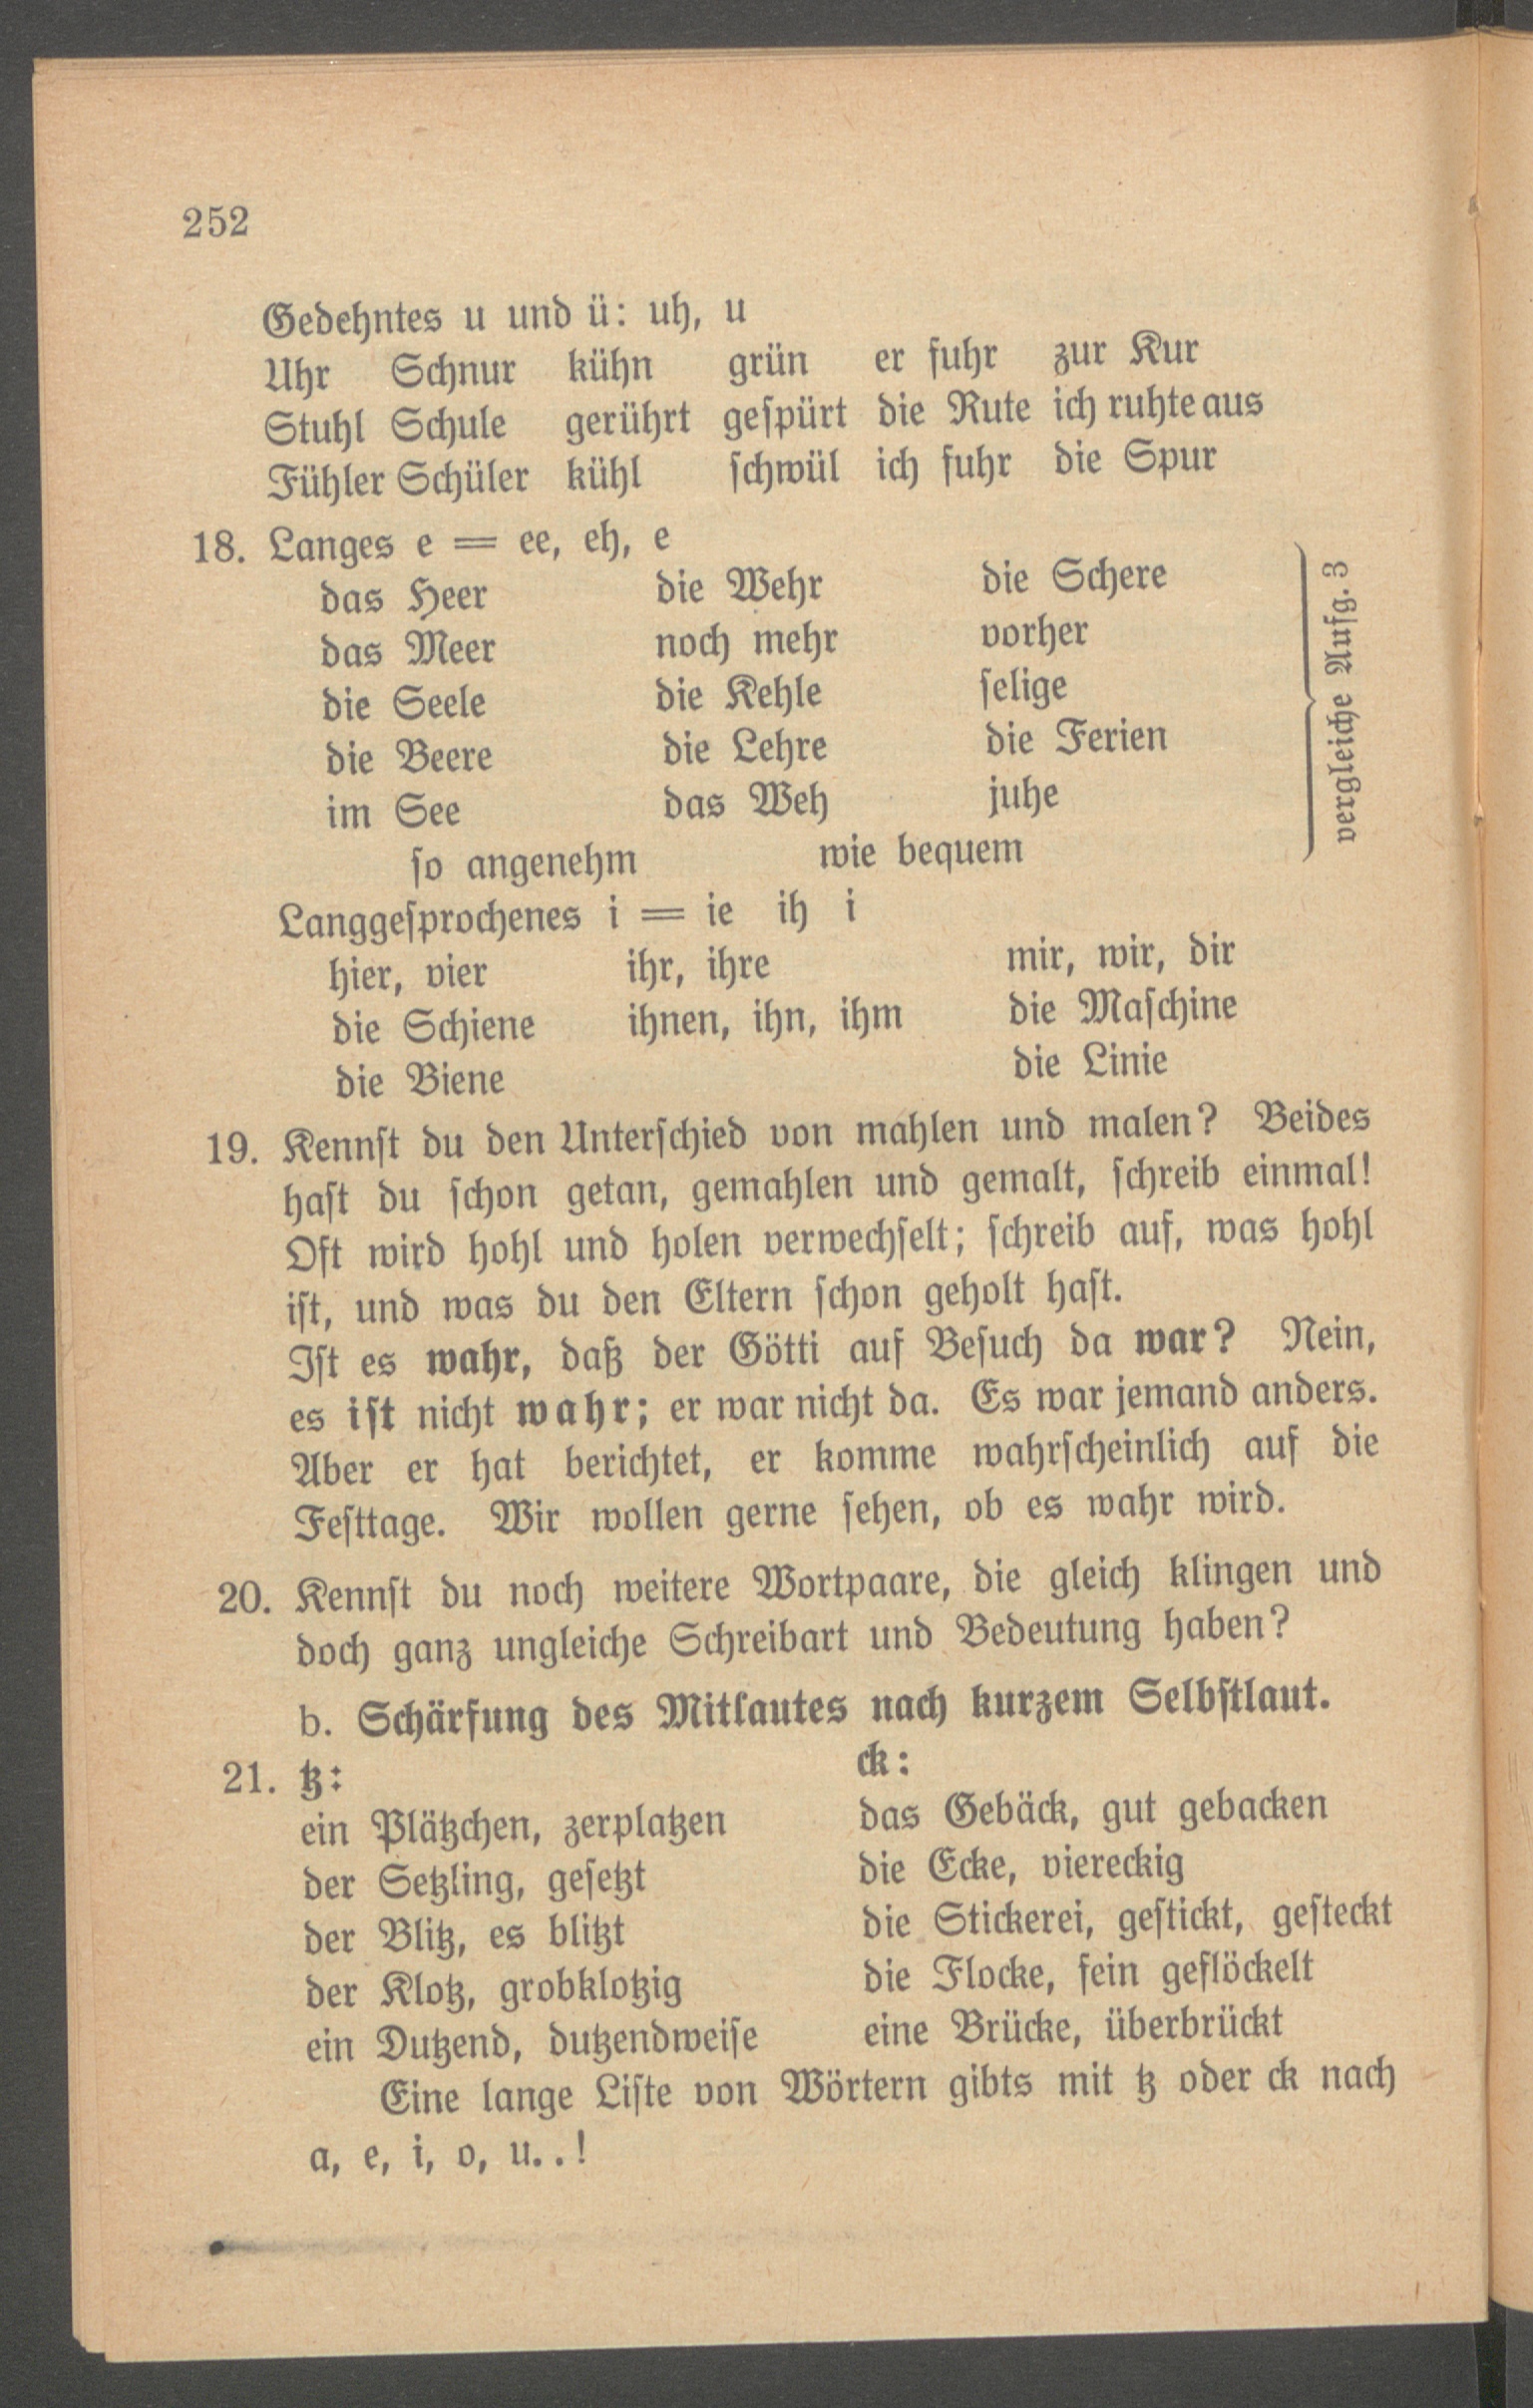 252
Gedehntes u und ü: uh, u
Uhr Schnur kühn grün er fuhr zur Kur
Stuhl Schule gerührt gespürt die Rute ich ruhte aus
Fühler Schüler kühl schwül ich fuhr die Spur
18. Langes e = ee, eh, e
das Heer die Wehr die Schere
das Meer noch mehr vorher
die Seele die Kehle selige
die Beere die Lehre die Ferien
im See das Weh juhe
so angenehm wie bequem
vergleiche Aufg. 3
Langgesprochenes i = ie ih i
hier, vier ihr, ihre mir, wir, dir
die Schiene ihnen, ihn, ihm die Maschine
die Biene die Linie
19. Kennst du den Unterschied von mahlen und malen? Beides
hast du schon getan, gemahlen und gemalt, schreib einmal!
Oft wird hohl und holen verwechselt; schreib auf, was hohl
ist, und was du den Eltern schon geholt hast.
Ist es wahr, daß der Götti auf Besuch da war? Nein,
es ist nicht wahr; er war nicht da. Es war jemand anders.
Aber er hat berichtet, er komme wahrscheinlich auf die
Festtage. Wir wollen gerne sehen, ob es wahr wird.
20. Kennst du noch weitere Wortpaare, die gleich klingen und
doch ganz ungleiche Schreibart und Bedeutung haben?
b. Schärfung des Mitlautes nach kurzem Selbstlaut.
21. tz: ck:
ein Plätzchen, zerplatzen das Gebäck, gut gebacken
der Setzling, gesetzt die Ecke, viereckig
der Blitz, es blitzt die Stickerei, gestickt, gesteckt
der Klotz, grobklotzig die Flocke, fein geflöckelt
ein Dutzend, dutzendweise eine Brücke, überbrückt
Eine lange Liste von Wörtern gibts mit tz oder ck nach
a, e, i, o, u..!